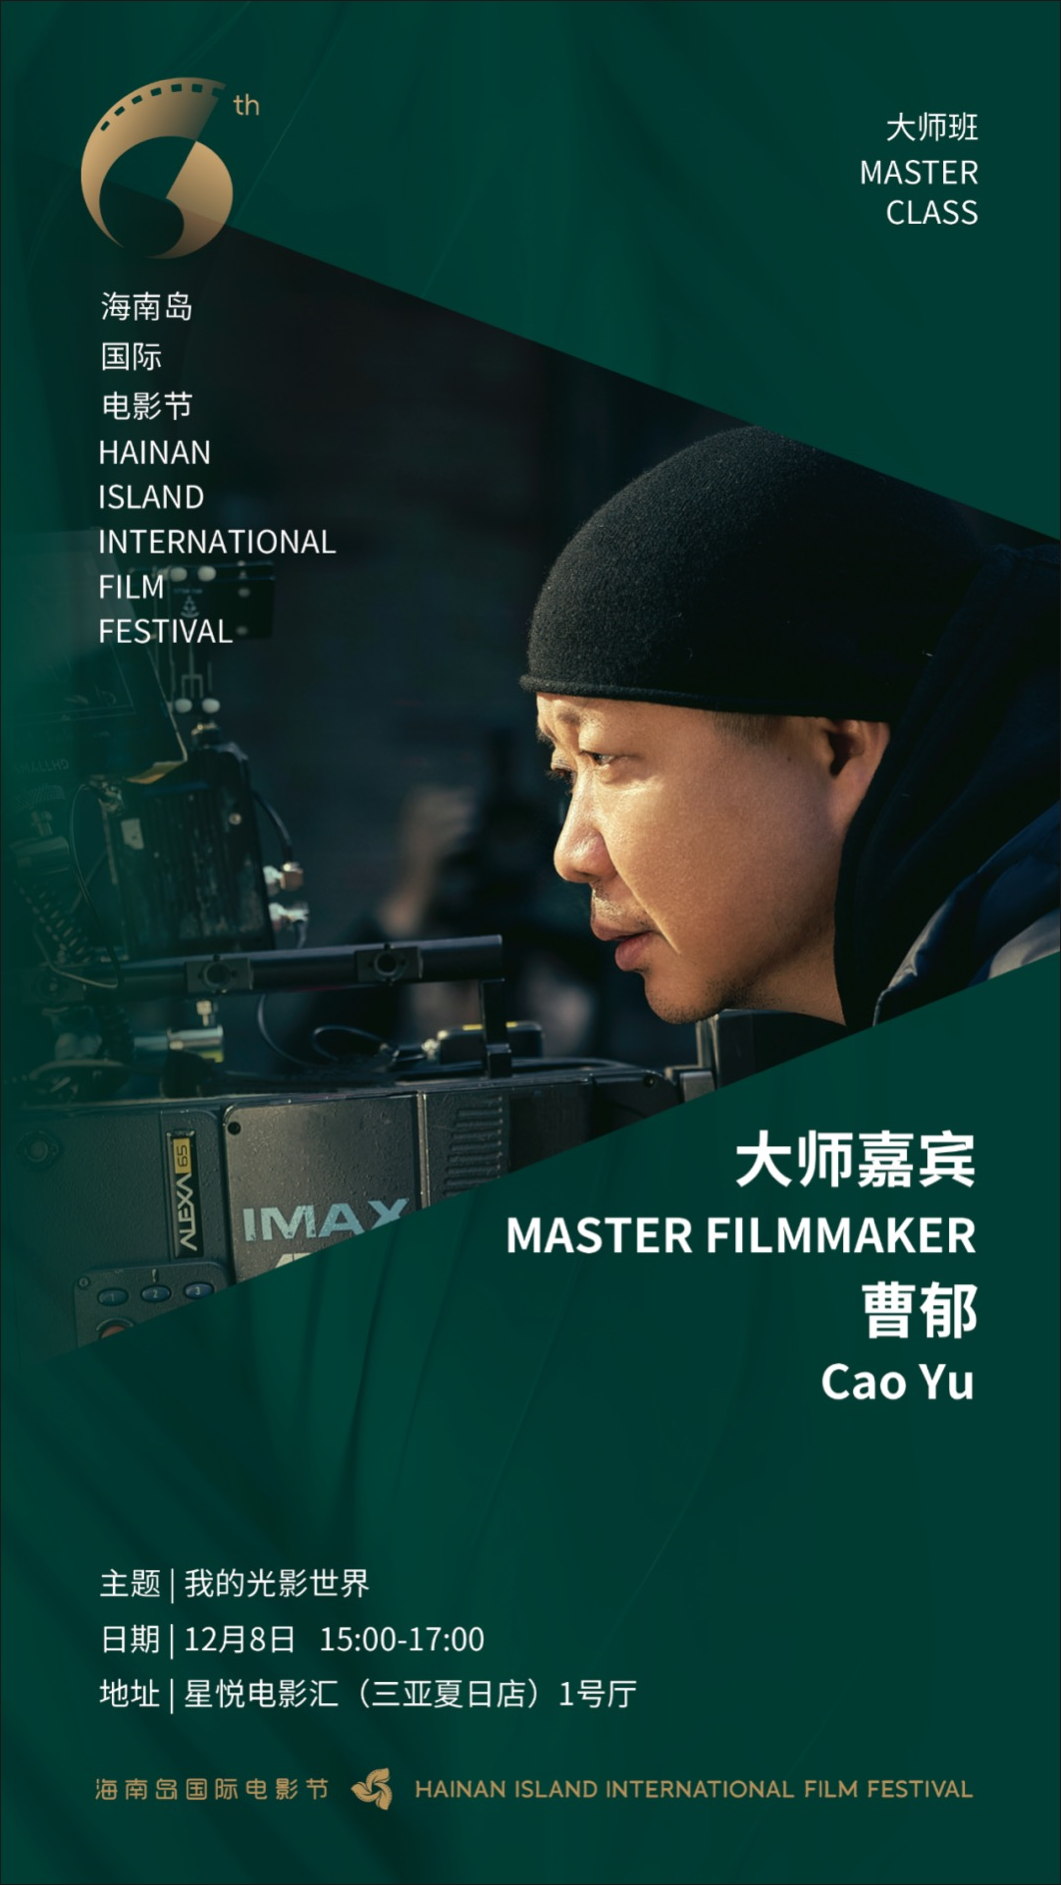 6th
大师班
MASTER
CLASS
海南岛
国际
电影节
HAINAN
ISLAND
INTERNATIONAL
FILM
FESTIVAL
ALEXA 65
IMAX
1 2 3
大师嘉宾
MASTER FILMMAKER
曹郁
Cao Yu
主题 | 我的光影世界
日期 | 12月8日 15:00-17:00
地址 | 星悦电影汇（三亚夏日店）1号厅
海南岛国际电影节 HAINAN ISLAND INTERNATIONAL FILM FESTIVAL